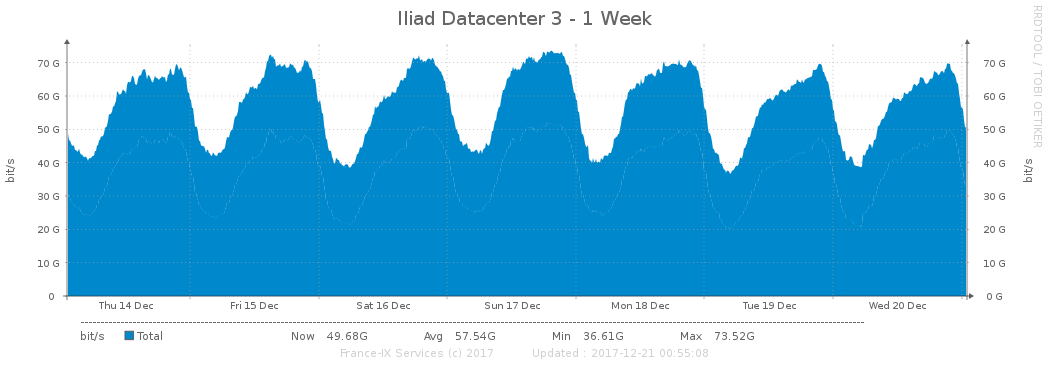 Iliad Datacenter 3 - 1 Week
RRDTOOL / TOBI OETIKER
70 G 70 G
60 G 60 G
50 G 50 G
40 G 40 G
30 G 30 G
20 G 20 G
10 G 10 G
0 0 G
bit/s bit/s
Thu 14 Dec Fri 15 Dec Sat 16 Dec Sun 17 Dec Mon 18 Dec Tue 19 Dec Wed 20 Dec
bit/s Total Now 49.68G Avg 57.54G Min 36.61G Max 73.52G
France-IX Services (c) 2017 Updated : 2017-12-21 00:55:08